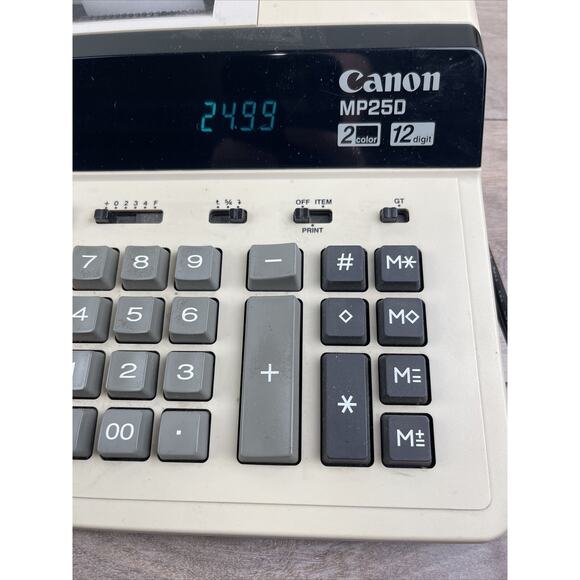 Canon
MP25D
24.99
2 color 12 digit
+ 0 2 3 4 F
OFF ITEM
PRINT
GT
7 8 9 − # M*
4 5 6 ◇ M◇
2 3 + * M=
00 . M±